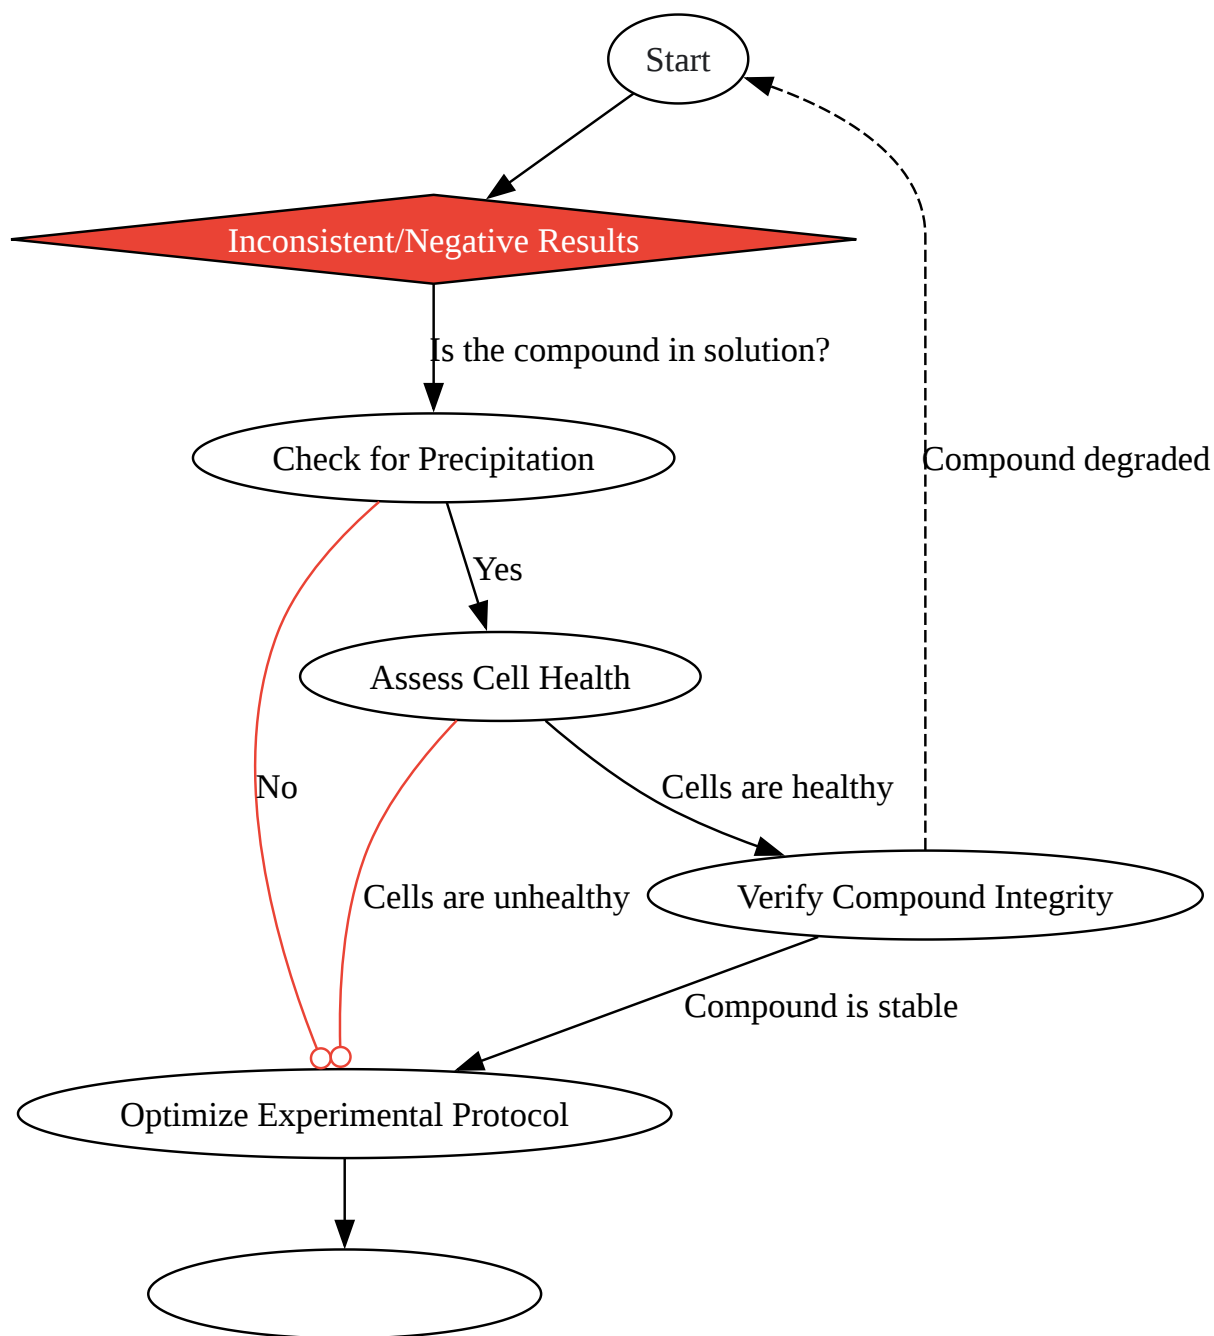 Start
Inconsistent/Negative Results
Is the compound in solution?
Check for Precipitation
Compound degraded
Yes
Assess Cell Health
No
Cells are healthy
Cells are unhealthy
Verify Compound Integrity
Compound is stable
Optimize Experimental Protocol